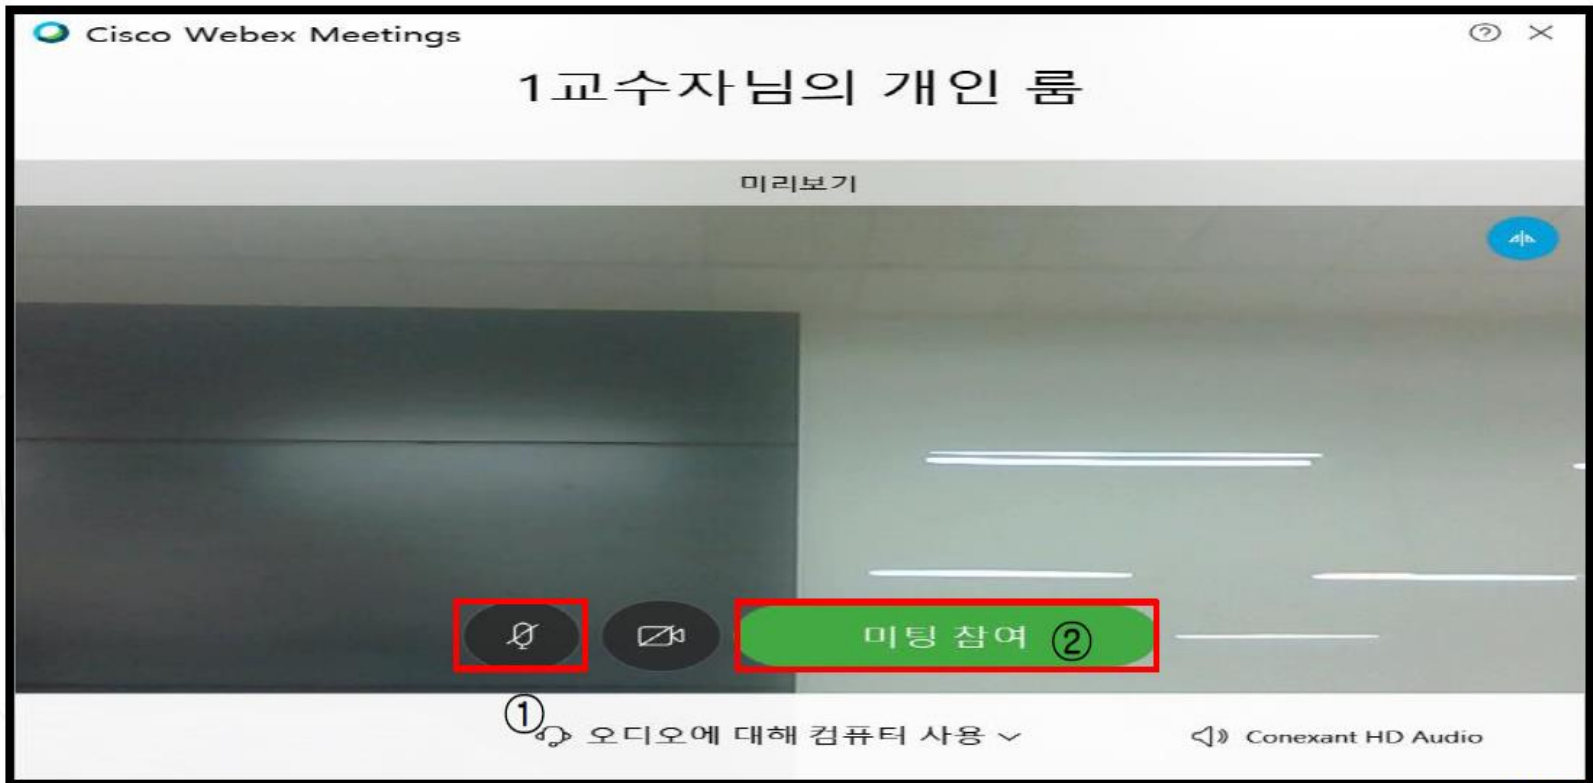 Cisco Webex Meetings
1교수자님의 개인 룸
미리보기
미팅 참여 ②
①
오디오에 대해 컴퓨터 사용
Conexant HD Audio